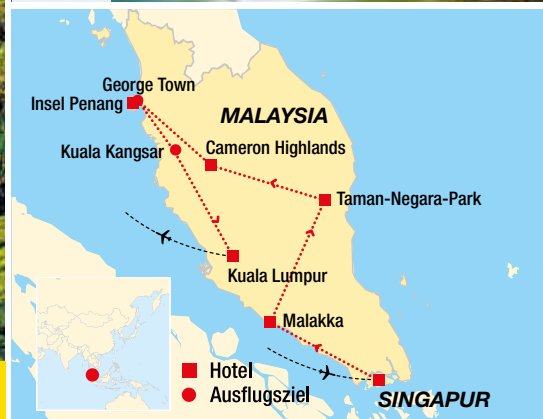 George Town
Insel Penang
MALAYSIA
Kuala Kangsar
Cameron Highlands
Taman-Negara-Park
Kuala Lumpur
Malakka
Hotel
Ausflugsziel
SINGAPUR